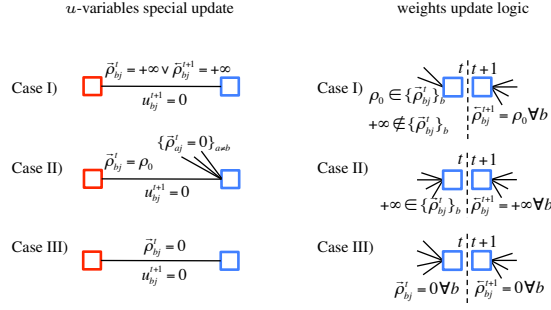 u-variables special update
weights update logic
Case I)
ρ⃗ᵗ_bj = +∞ ∨ ρ⃖ᵗ⁺¹_bj = +∞
uᵗ⁺¹_bj = 0
Case II)
ρ⃗ᵗ_bj = ρ₀
{ρ⃗ᵗ_aj = 0}_a≠b
uᵗ⁺¹_bj = 0
Case III)
ρ⃗ᵗ_bj = 0
uᵗ⁺¹_bj = 0
Case I)
t t+1
ρ₀ ∈ {ρ⃗ᵗ_bj}_b
+∞ ∉ {ρ⃗ᵗ_bj}_b
ρ⃖ᵗ⁺¹_bj = ρ₀∀b
Case II)
t t+1
+∞ ∈ {ρ⃗ᵗ_bj}_b
ρ⃖ᵗ⁺¹_bj = +∞∀b
Case III)
t t+1
ρ⃗ᵗ_bj = 0∀b
ρ⃖ᵗ⁺¹_bj = 0∀b